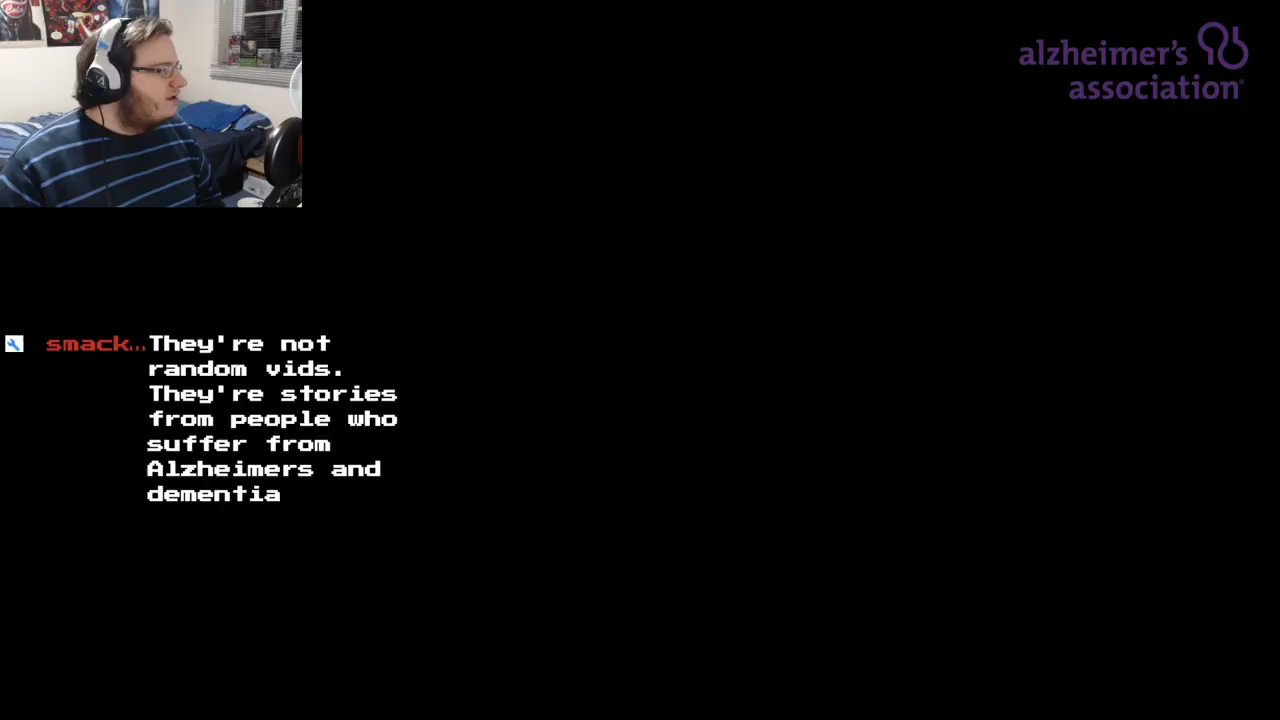 alzheimer's
association®
smack...They're not
random vids.
They're stories
from people who
suffer from
Alzheimers and
dementia